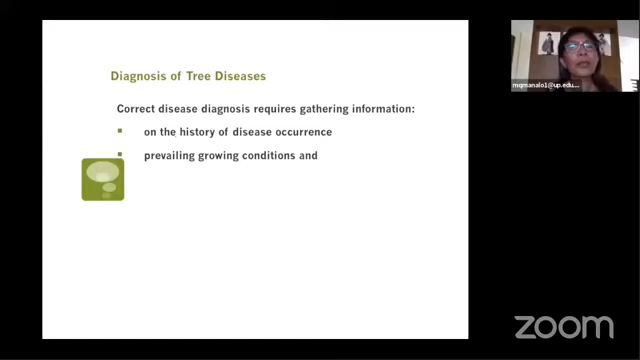 Diagnosis of Tree Diseases
Correct disease diagnosis requires gathering information:
on the history of disease occurrence
prevailing growing conditions and
mqmanalo1@up.edu....
zoom